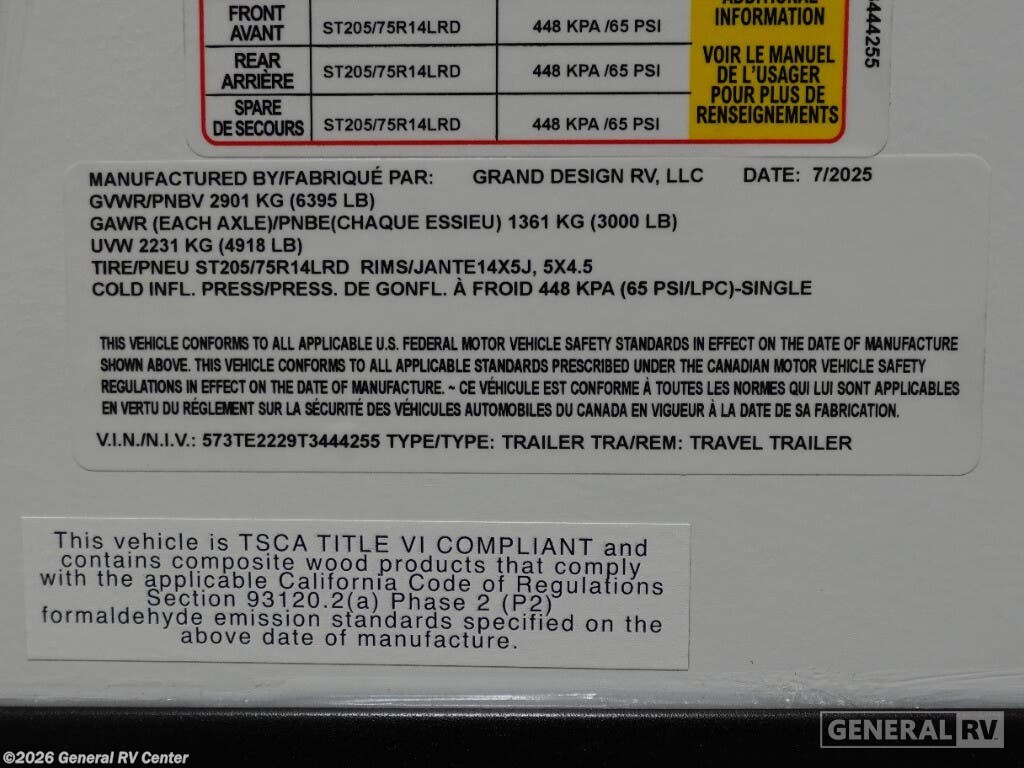 FRONT
AVANT
ST205/75R14LRD
448 KPA /65 PSI
REAR
ARRIÈRE
ST205/75R14LRD
448 KPA /65 PSI
SPARE
DE SECOURS
ST205/75R14LRD
448 KPA /65 PSI
ADDITIONAL
INFORMATION
VOIR LE MANUEL
DE L'USAGER
POUR PLUS DE
RENSEIGNEMENTS
444255
MANUFACTURED BY/FABRIQUÉ PAR: GRAND DESIGN RV, LLC DATE: 7/2025
GVWR/PNBV 2901 KG (6395 LB)
GAWR (EACH AXLE)/PNBE(CHAQUE ESSIEU) 1361 KG (3000 LB)
UVW 2231 KG (4918 LB)
TIRE/PNEU ST205/75R14LRD RIMS/JANTE14X5J, 5X4.5
COLD INFL. PRESS/PRESS. DE GONFL. À FROID 448 KPA (65 PSI/LPC)-SINGLE
THIS VEHICLE CONFORMS TO ALL APPLICABLE U.S. FEDERAL MOTOR VEHICLE SAFETY STANDARDS IN EFFECT ON THE DATE OF MANUFACTURE
SHOWN ABOVE. THIS VEHICLE CONFORMS TO ALL APPLICABLE STANDARDS PRESCRIBED UNDER THE CANADIAN MOTOR VEHICLE SAFETY
REGULATIONS IN EFFECT ON THE DATE OF MANUFACTURE. ~ CE VÉHICULE EST CONFORME À TOUTES LES NORMES QUI LUI SONT APPLICABLES
EN VERTU DU RÉGLEMENT SUR LA SÉCURITÉ DES VÉHICULES AUTOMOBILES DU CANADA EN VIGUEUR À LA DATE DE SA FABRICATION.
V.I.N./N.I.V.: 573TE2229T3444255 TYPE/TYPE: TRAILER TRA/REM: TRAVEL TRAILER
This vehicle is TSCA TITLE VI COMPLIANT and
contains composite wood products that comply
with the applicable California Code of Regulations
Section 93120.2(a) Phase 2 (P2)
formaldehyde emission standards specified on the
above date of manufacture.
GENERAL RV
©2026 General RV Center